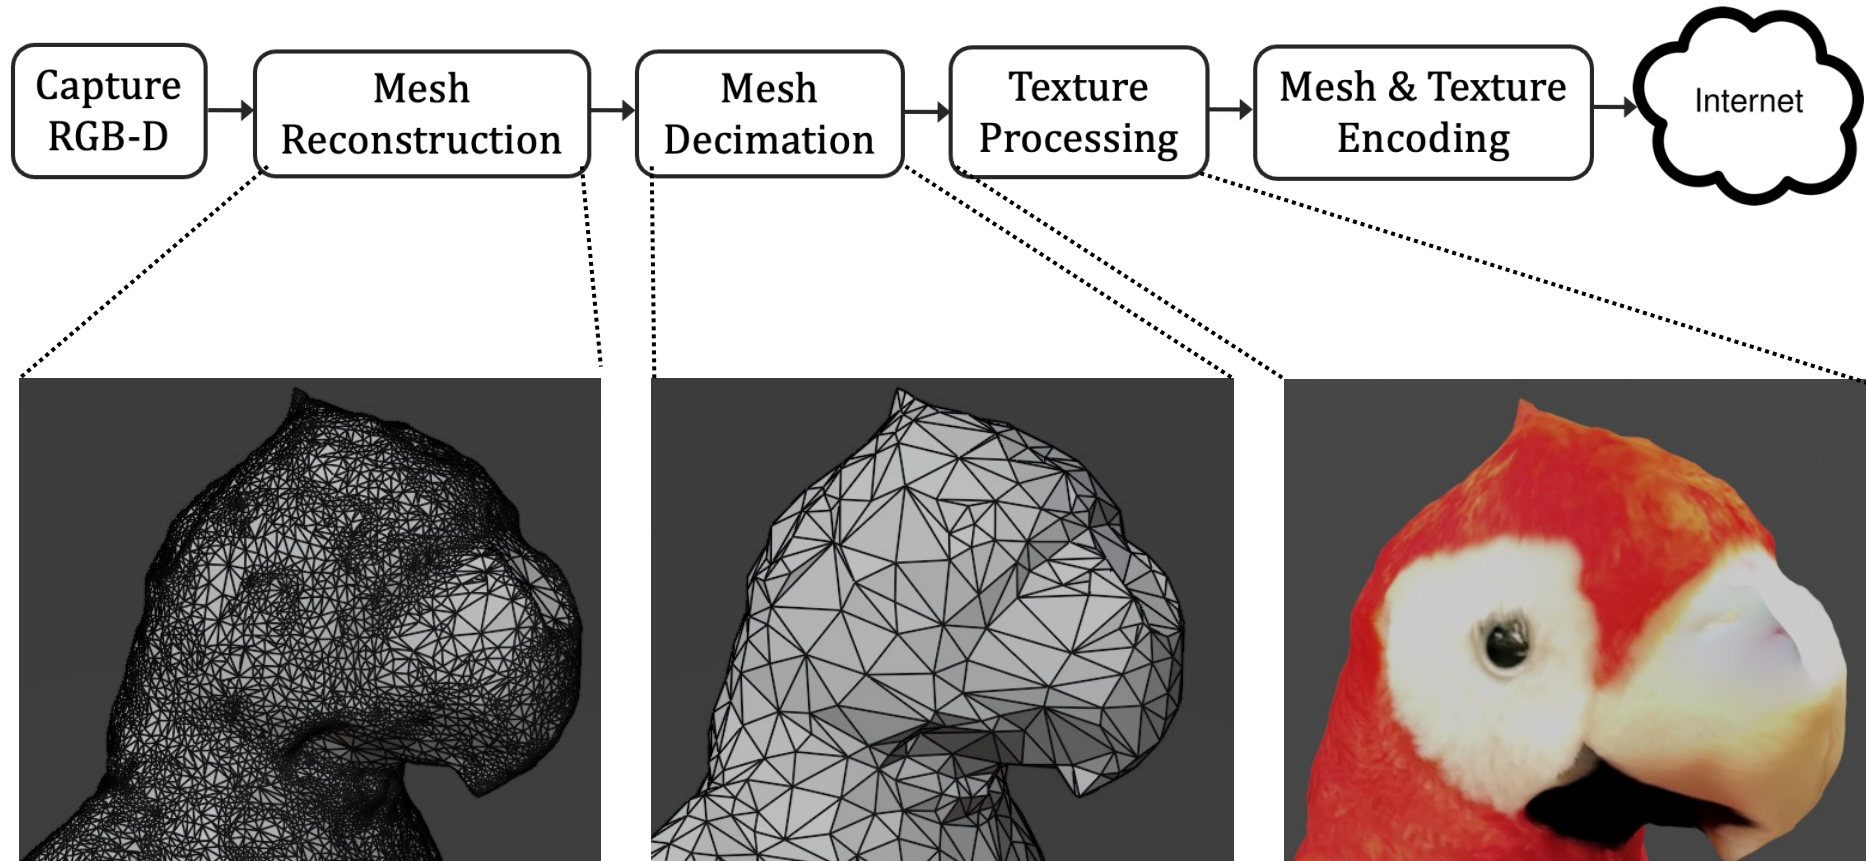 Capture
RGB-D
Mesh
Reconstruction
Mesh
Decimation
Texture
Processing
Mesh & Texture
Encoding
Internet